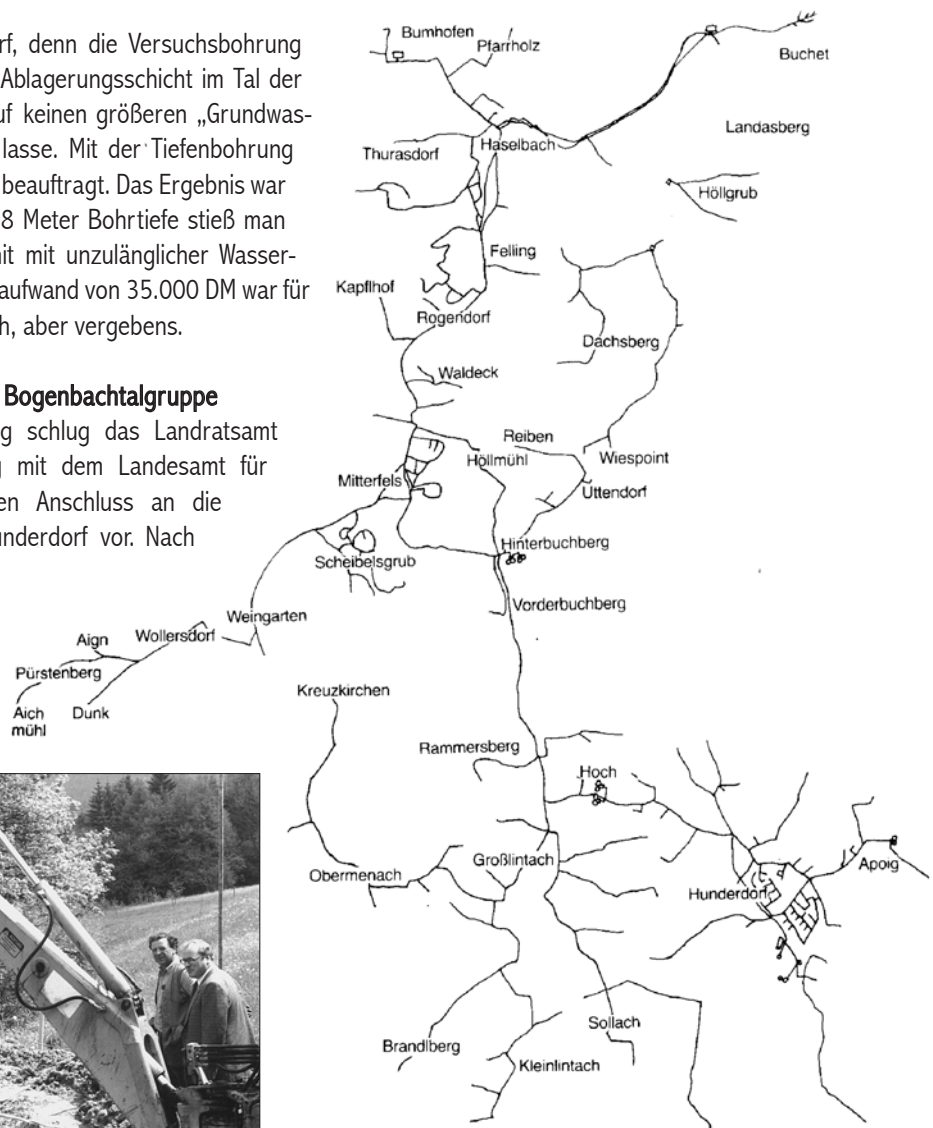 rf, denn die Versuchsbohrung
Ablagerungsschicht im Tal der
uf keinen größeren „Grundwas-
lasse. Mit der Tiefenbohrung
beauftragt. Das Ergebnis war
8 Meter Bohrtiefe stieß man
it mit unzulänglicher Wasser-
aufwand von 35.000 DM war für
h, aber vergebens.
Bogenbachtalgruppe
g schlug das Landratsamt
mit dem Landesamt für
en Anschluss an die
underdorf vor. Nach
Bumhofen
Pfarrholz
Buchet
Landasberg
Haselbach
Thurasdorf
Höllgrub
Felling
Kapflhof
Rogendorf
Dachsberg
Waldeck
Reiben
Höllmühl
Wiespoint
Mitterfels
Uttendorf
Hinterbuchberg
Scheibelsgrub
Vorderbuchberg
Weingarten
Wollersdorf
Aign
Pürstenberg
Aich
mühl
Dunk
Kreuzkirchen
Rammersberg
Hoch
Großlintach
Obermenach
Apoig
Hunderdorf
Sollach
Brandlberg
Kleinlintach